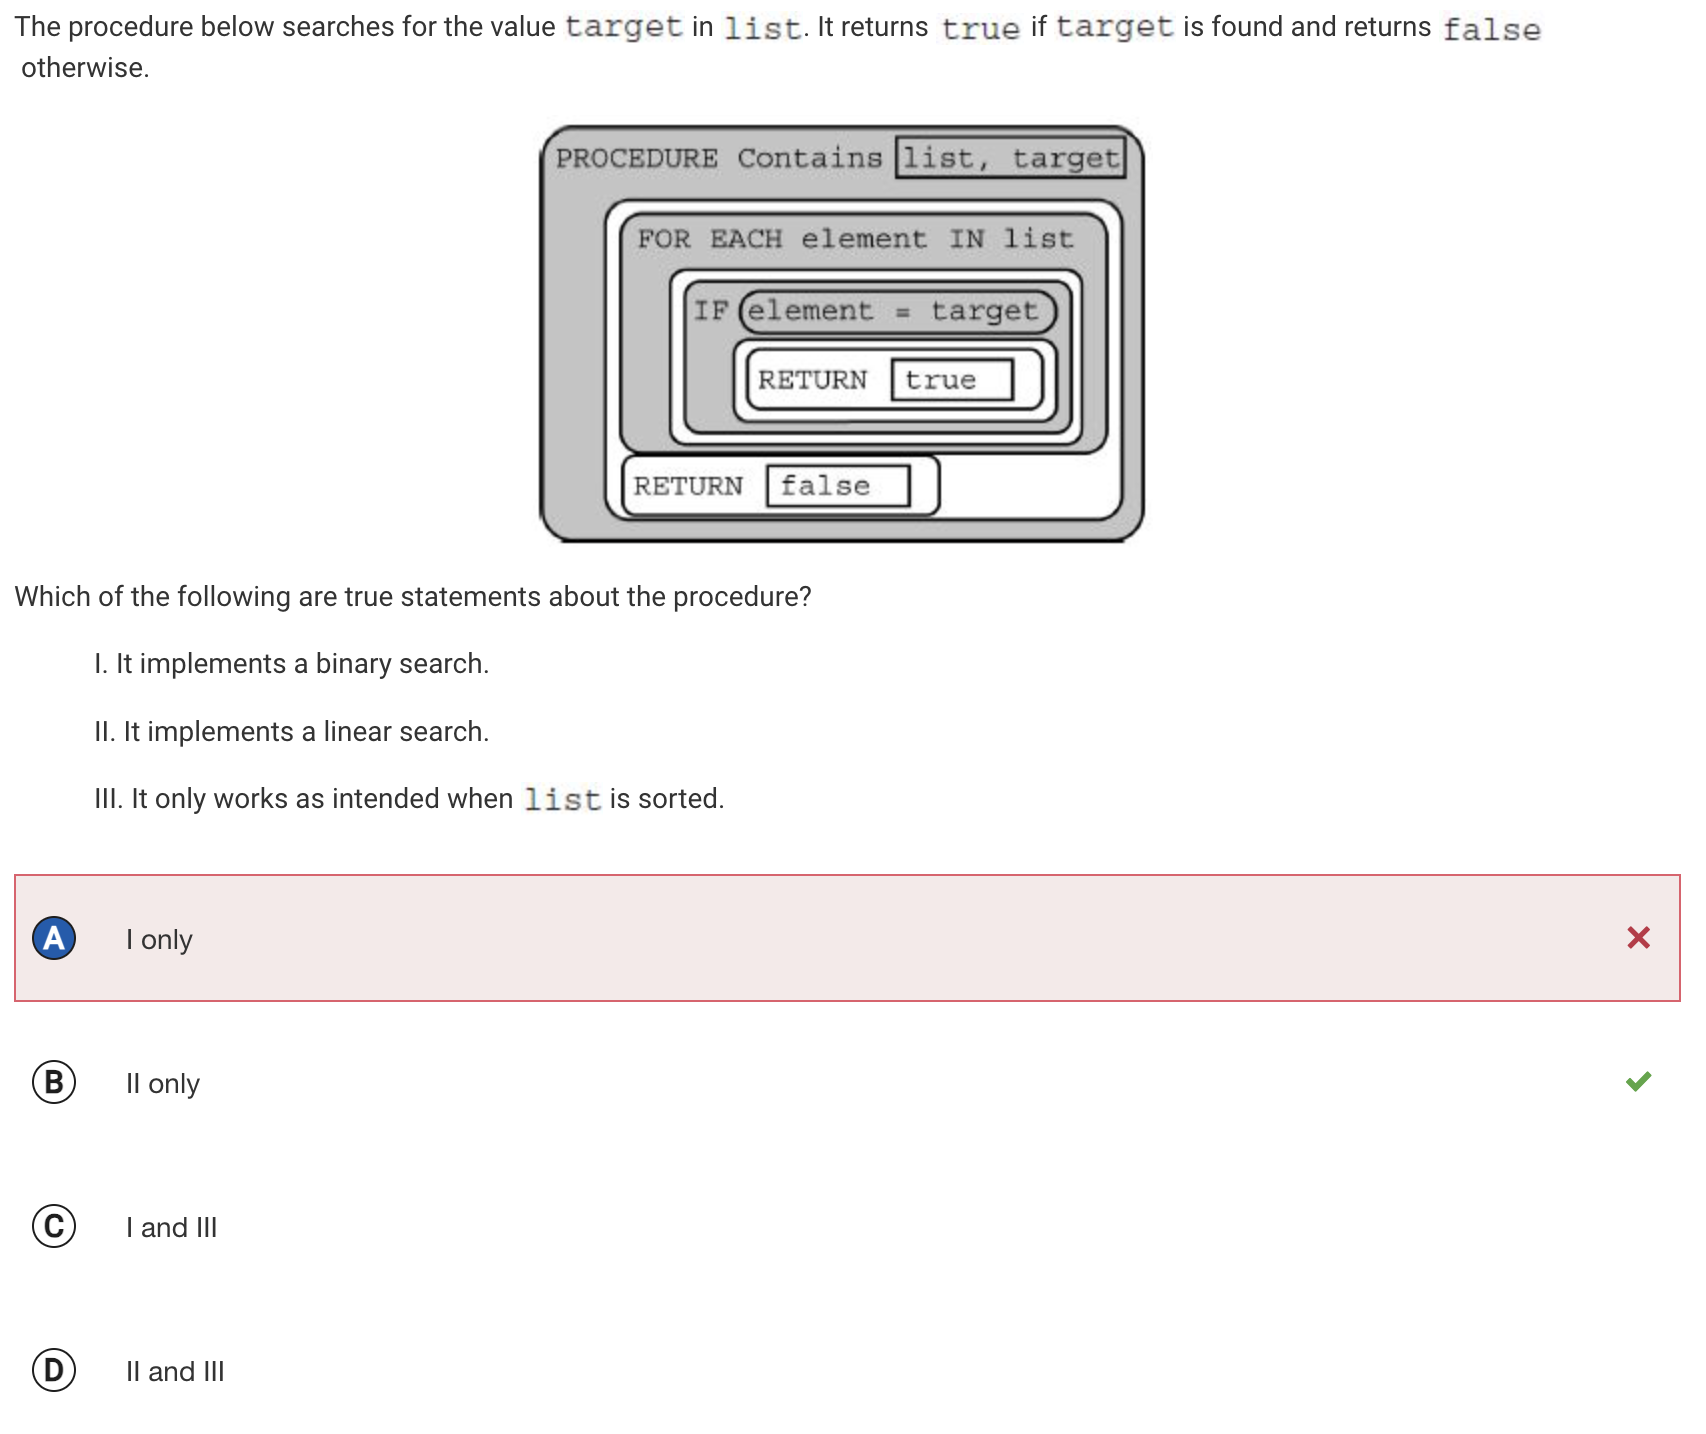 The procedure below searches for the value target in list. It returns true if target is found and returns false
otherwise.
PROCEDURE Contains list, target
FOR EACH element IN list
IF element = target
RETURN true
RETURN false
Which of the following are true statements about the procedure?
I. It implements a binary search.
II. It implements a linear search.
III. It only works as intended when list is sorted.
A I only
B II only
C I and III
D II and III